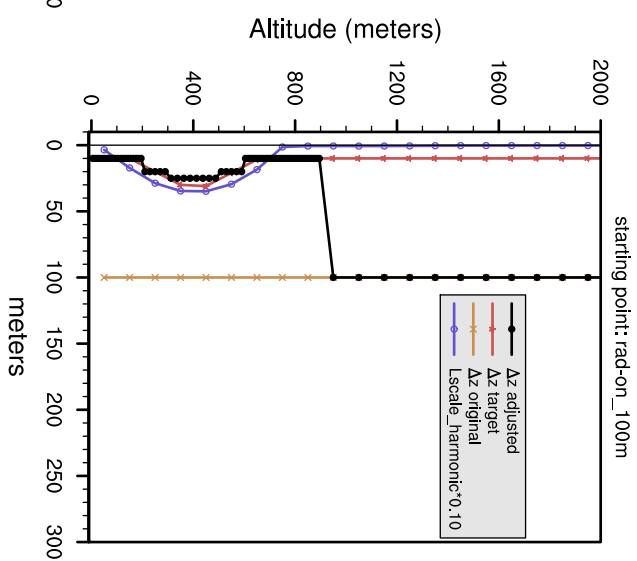 starting point: rad-on_100m
Altitude (meters)
0
400
800
1200
1600
2000
0
50
100
150
200
250
300
meters
Δz adjusted
Δz target
Δz original
Lscale_harmonic*0.10